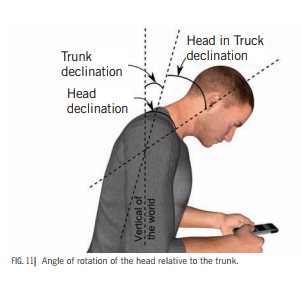 Trunk
declination
Head in Truck
declination
Head
declination
Vertical of
the world
FIG. 11| Angle of rotation of the head relative to the trunk.